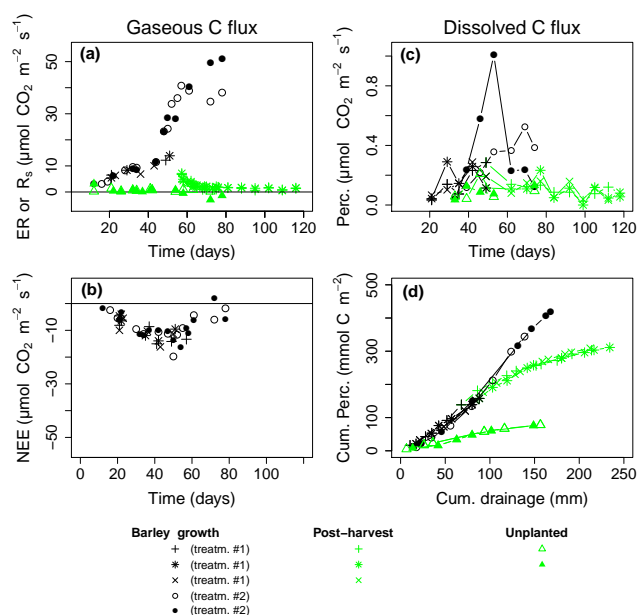 Gaseous C flux
Dissolved C flux
(a)
ER or Rs (μmol CO2 m−2 s−1)
0 10 20 30 40 50
0 20 40 60 80 100 120
Time (days)
(c)
Perc. (μmol CO2 m−2 s−1)
0.0 0.4 0.8
0 20 40 60 80 100 120
Time (days)
(b)
NEE (μmol CO2 m−2 s−1)
−50 −30 −10
0 20 40 60 80 100
Time (days)
(d)
Cum. Perc. (mmol C m−2)
0 100 300 500
0 50 100 150 200 250
Cum. drainage (mm)
Barley growth
Post−harvest
Unplanted
(treatm. #1)
(treatm. #1)
(treatm. #1)
(treatm. #2)
(treatm. #2)